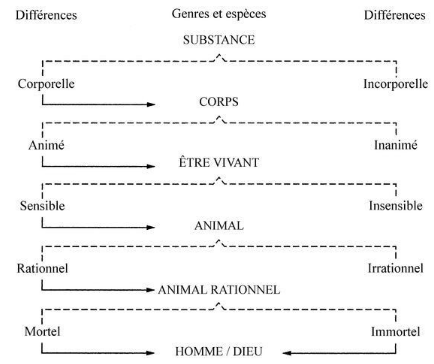 Différences Genres et espèces Différences
SUBSTANCE
Corporelle Incorporelle
CORPS
Animé Inanimé
ÊTRE VIVANT
Sensible Insensible
ANIMAL
Rationnel Irrationnel
ANIMAL RATIONNEL
Mortel Immortel
HOMME / DIEU